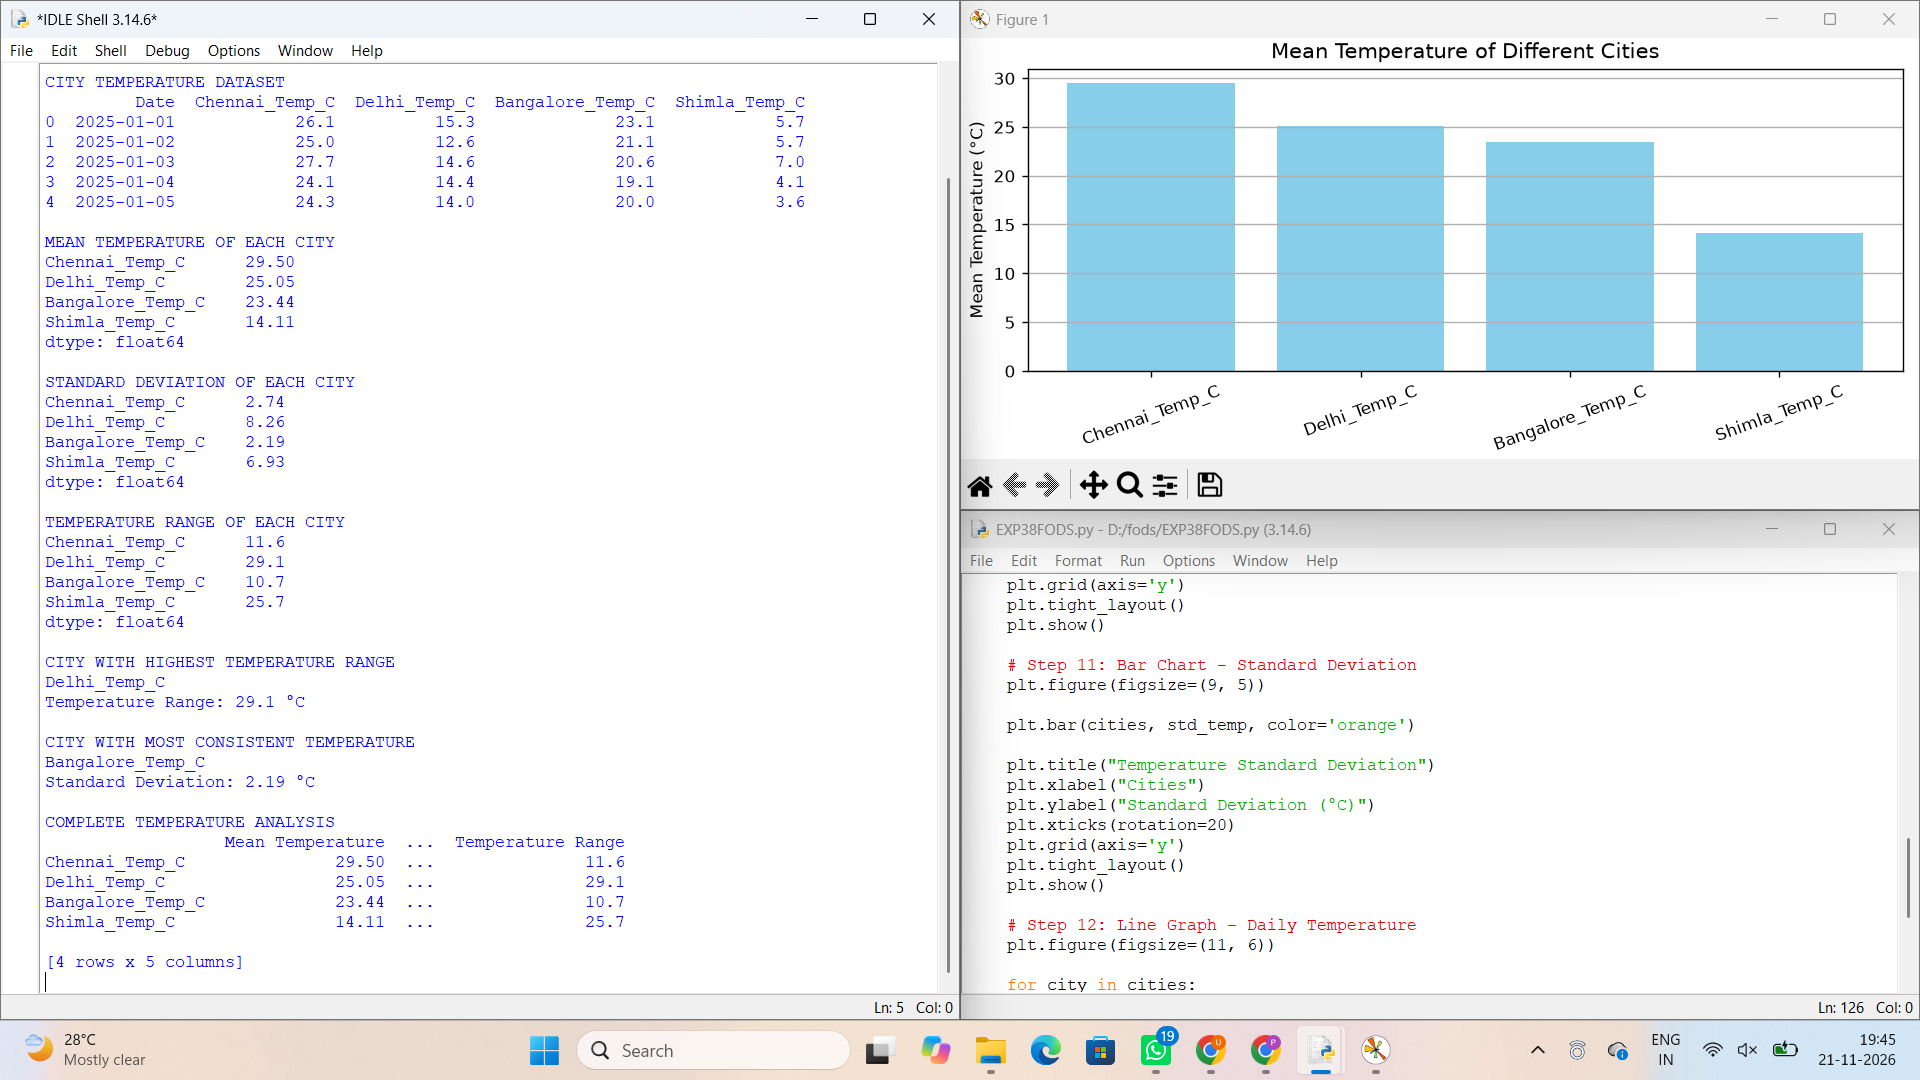 *IDLE Shell 3.14.6*
File Edit Shell Debug Options Window Help
CITY TEMPERATURE DATASET
Date Chennai_Temp_C Delhi_Temp_C Bangalore_Temp_C Shimla_Temp_C
0 2025-01-01 26.1 15.3 23.1 5.7
1 2025-01-02 25.0 12.6 21.1 5.7
2 2025-01-03 27.7 14.6 20.6 7.0
3 2025-01-04 24.1 14.4 19.1 4.1
4 2025-01-05 24.3 14.0 20.0 3.6
MEAN TEMPERATURE OF EACH CITY
Chennai_Temp_C 29.50
Delhi_Temp_C 25.05
Bangalore_Temp_C 23.44
Shimla_Temp_C 14.11
dtype: float64
STANDARD DEVIATION OF EACH CITY
Chennai_Temp_C 2.74
Delhi_Temp_C 8.26
Bangalore_Temp_C 2.19
Shimla_Temp_C 6.93
dtype: float64
TEMPERATURE RANGE OF EACH CITY
Chennai_Temp_C 11.6
Delhi_Temp_C 29.1
Bangalore_Temp_C 10.7
Shimla_Temp_C 25.7
dtype: float64
CITY WITH HIGHEST TEMPERATURE RANGE
Delhi_Temp_C
Temperature Range: 29.1 °C
CITY WITH MOST CONSISTENT TEMPERATURE
Bangalore_Temp_C
Standard Deviation: 2.19 °C
COMPLETE TEMPERATURE ANALYSIS
Mean Temperature ... Temperature Range
Chennai_Temp_C 29.50 ... 11.6
Delhi_Temp_C 25.05 ... 29.1
Bangalore_Temp_C 23.44 ... 10.7
Shimla_Temp_C 14.11 ... 25.7
[4 rows x 5 columns]
Ln: 5 Col: 0
Figure 1
Mean Temperature of Different Cities
Mean Temperature (°C)
30
25
20
15
10
5
0
Chennai_Temp_C
Delhi_Temp_C
Bangalore_Temp_C
Shimla_Temp_C
EXP38FODS.py - D:/fods/EXP38FODS.py (3.14.6)
File Edit Format Run Options Window Help
plt.grid(axis='y')
plt.tight_layout()
plt.show()
# Step 11: Bar Chart - Standard Deviation
plt.figure(figsize=(9, 5))
plt.bar(cities, std_temp, color='orange')
plt.title("Temperature Standard Deviation")
plt.xlabel("Cities")
plt.ylabel("Standard Deviation (°C)")
plt.xticks(rotation=20)
plt.grid(axis='y')
plt.tight_layout()
plt.show()
# Step 12: Line Graph - Daily Temperature
plt.figure(figsize=(11, 6))
for city in cities:
Ln: 126 Col: 0
28°C
Mostly clear
Search
19
U
P
ENG
IN
19:45
21-11-2026